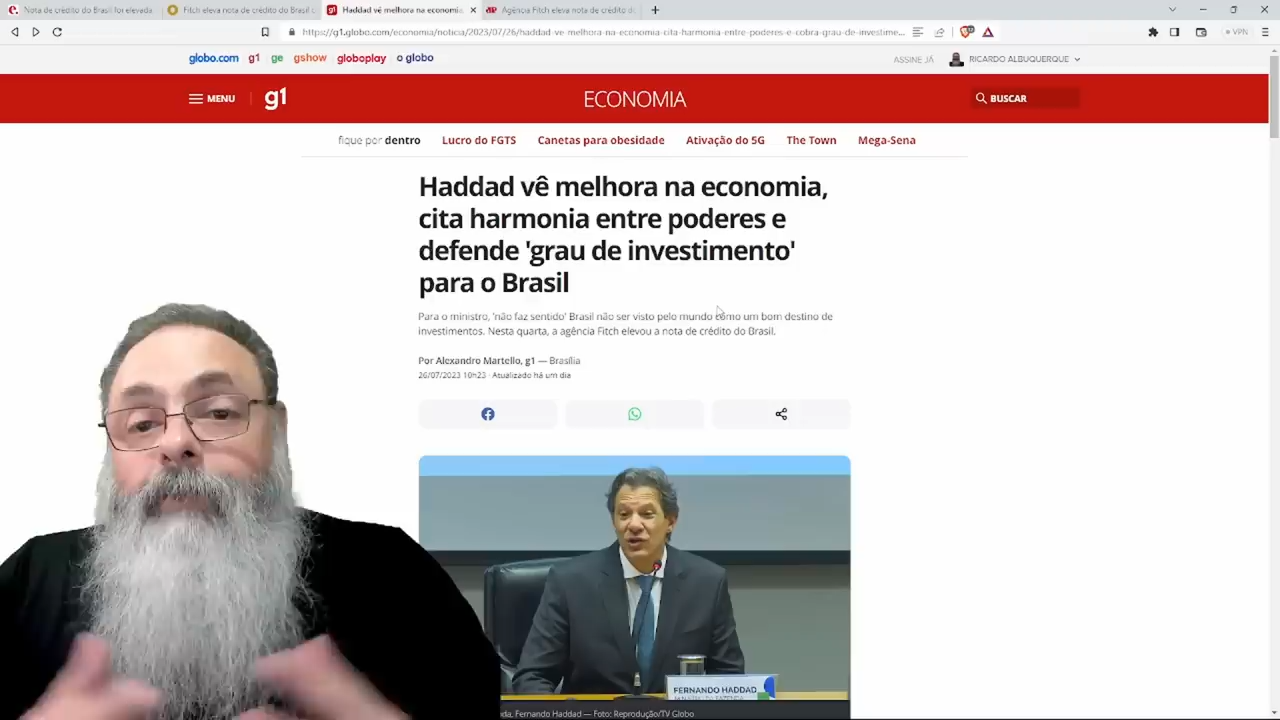 Nota de crédito do Brasil foi elevada
Fitch eleva nota de crédito do Brasil
Haddad vê melhora na economia,
Agência Fitch eleva nota de crédito d
https://g1.globo.com/economia/noticia/2023/07/26/haddad-ve-melhora-na-economia-cita-harmonia-entre-poderes-e-cobra-grau-de-investime...
VPN
globo.com g1 ge gshow globoplay o globo
ASSINE JÁ
RICARDO ALBUQUERQUE
MENU
g1
ECONOMIA
BUSCAR
fique por dentro
Lucro do FGTS
Canetas para obesidade
Ativação do 5G
The Town
Mega-Sena
Haddad vê melhora na economia,
cita harmonia entre poderes e
defende 'grau de investimento'
para o Brasil
Para o ministro, 'não faz sentido' Brasil não ser visto pelo mundo como um bom destino de
investimentos. Nesta quarta, a agência Fitch elevou a nota de crédito do Brasil.
Por Alexandro Martello, g1 — Brasília
26/07/2023 10h23 · Atualizado há um dia
FERNANDO HADDAD
Fernando Haddad — Foto: Reprodução/TV Globo